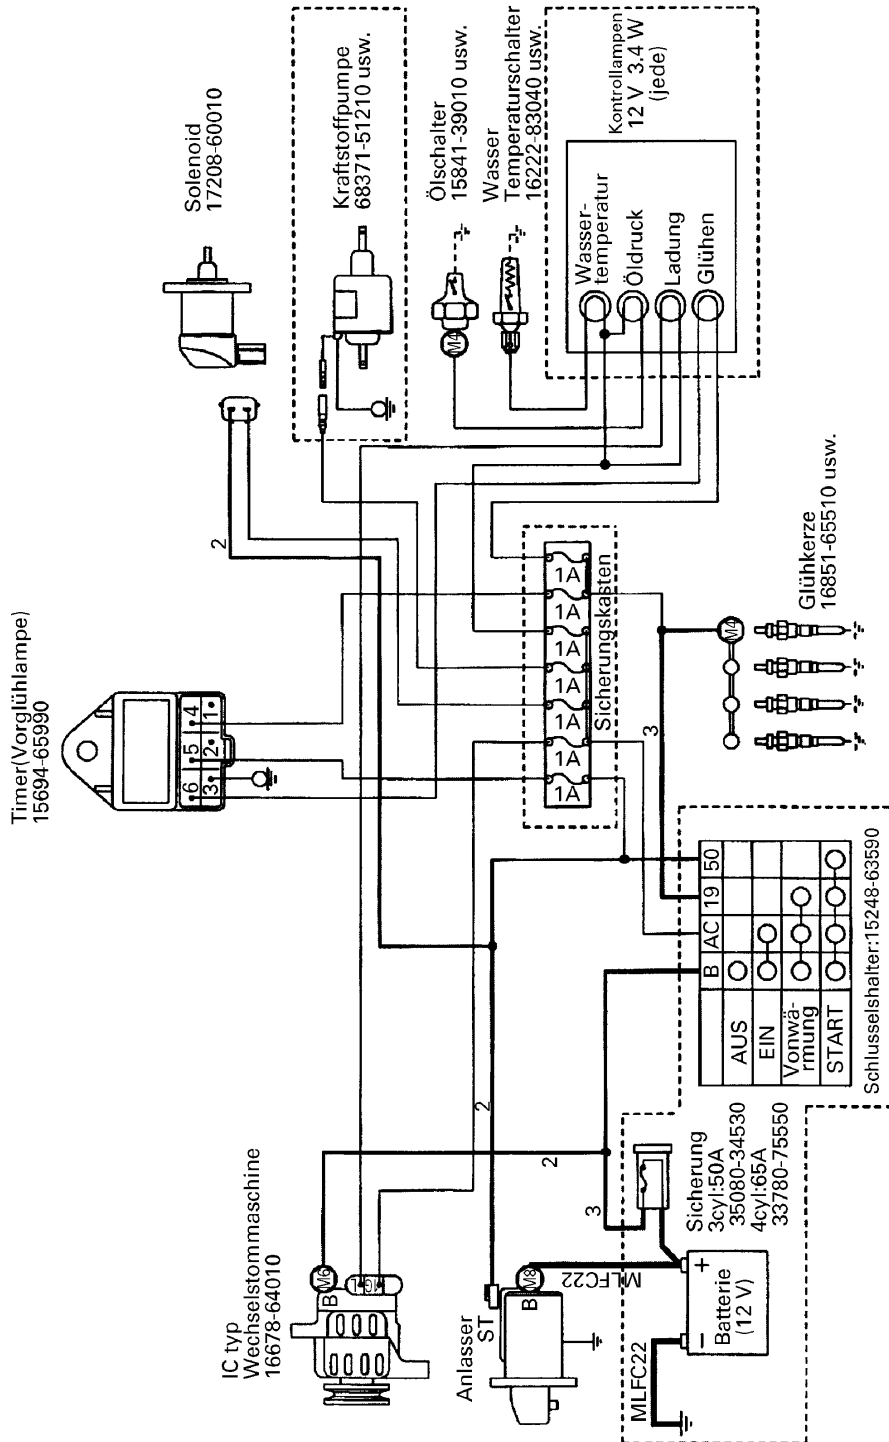 Timer(Vorglühlampe)
15694-65990
6
5
4
3
2
1
Solenoid
17208-60010
2
Kraftstoffpumpe
68371-51210 usw.
Ölschalter
15841-39010 usw.
M4
Wasser
Temperaturschalter
16222-83040 usw.
Kontrollampen
12 V 3.4 W
(jede)
Wasser-
temperatur
Öldruck
Ladung
Glühen
1A
1A
1A
1A
1A
1A
1A
Sicherungskasten
Glühkerze
16851-65510 usw.
M4
3
IC typ
Wechselstommaschine
16678-64010
B
M6
IG
L
2
2
3
Anlasser
ST
B
M8
MLFC22
MLFC22
Batterie
(12 V)
+
−
Sicherung
3cyl:50A
35080-34530
4cyl:65A
33780-75550
B AC 19 50
AUS
EIN
Vonwä-
rmung
START
Schlusselshalter:15248-63590